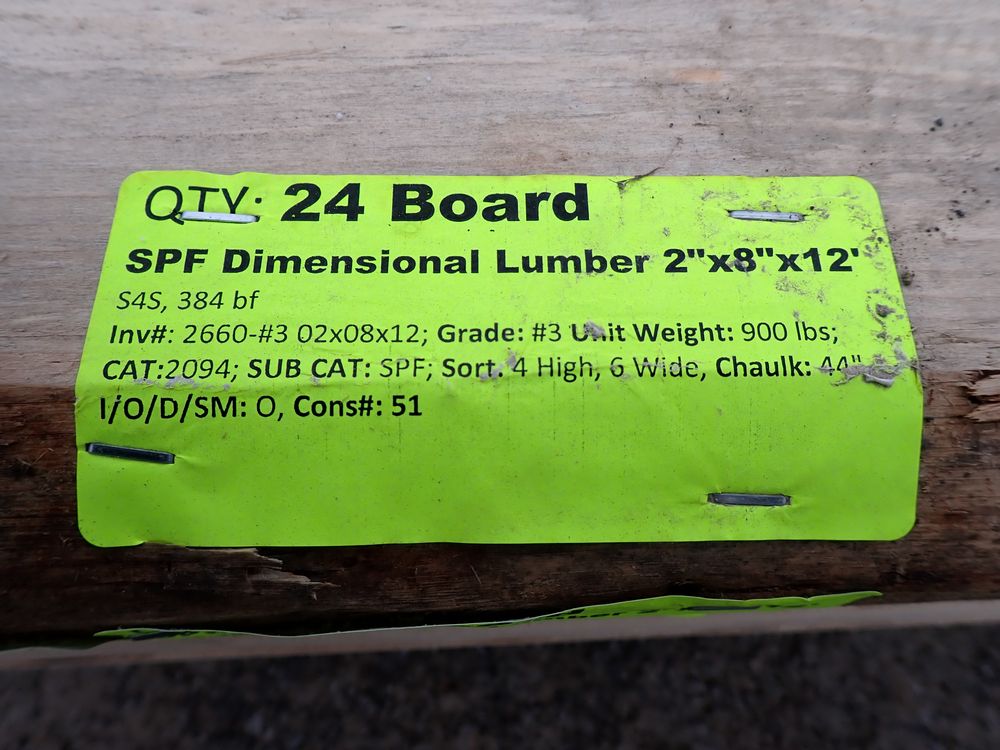 QTY: 24 Board
SPF Dimensional Lumber 2"x8"x12'
S4S, 384 bf
Inv#: 2660-#3 02x08x12; Grade: #3 Unit Weight: 900 lbs;
CAT:2094; SUB CAT: SPF; Sort: 4 High, 6 Wide, Chaulk: 44"
I/O/D/SM: O, Cons#: 51